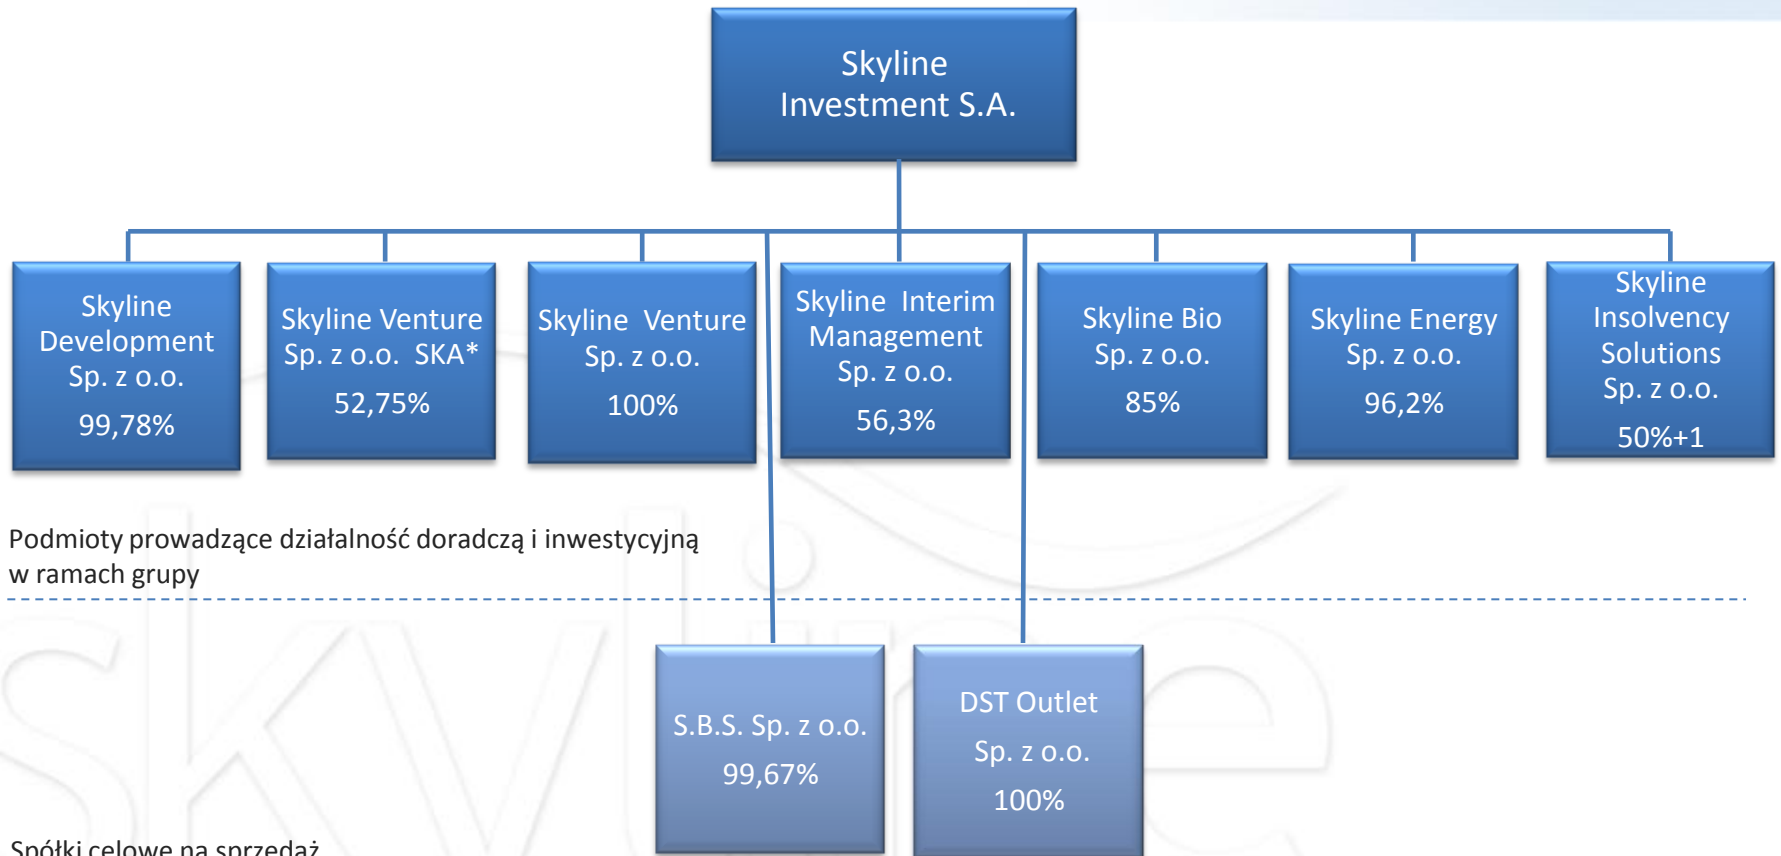 Skyline
Investment S.A.
Skyline
Development
Sp. z o.o.
99,78%
Skyline Venture
Sp. z o.o. SKA*
52,75%
Skyline Venture
Sp. z o.o.
100%
Skyline Interim
Management
Sp. z o.o.
56,3%
Skyline Bio
Sp. z o.o.
85%
Skyline Energy
Sp. z o.o.
96,2%
Skyline
Insolvency
Solutions
Sp. z o.o.
50%+1
Podmioty prowadzące działalność doradczą i inwestycyjną
w ramach grupy
S.B.S. Sp. z o.o.
99,67%
DST Outlet
Sp. z o.o.
100%
Spółki celowe na sprzedaż
skyline